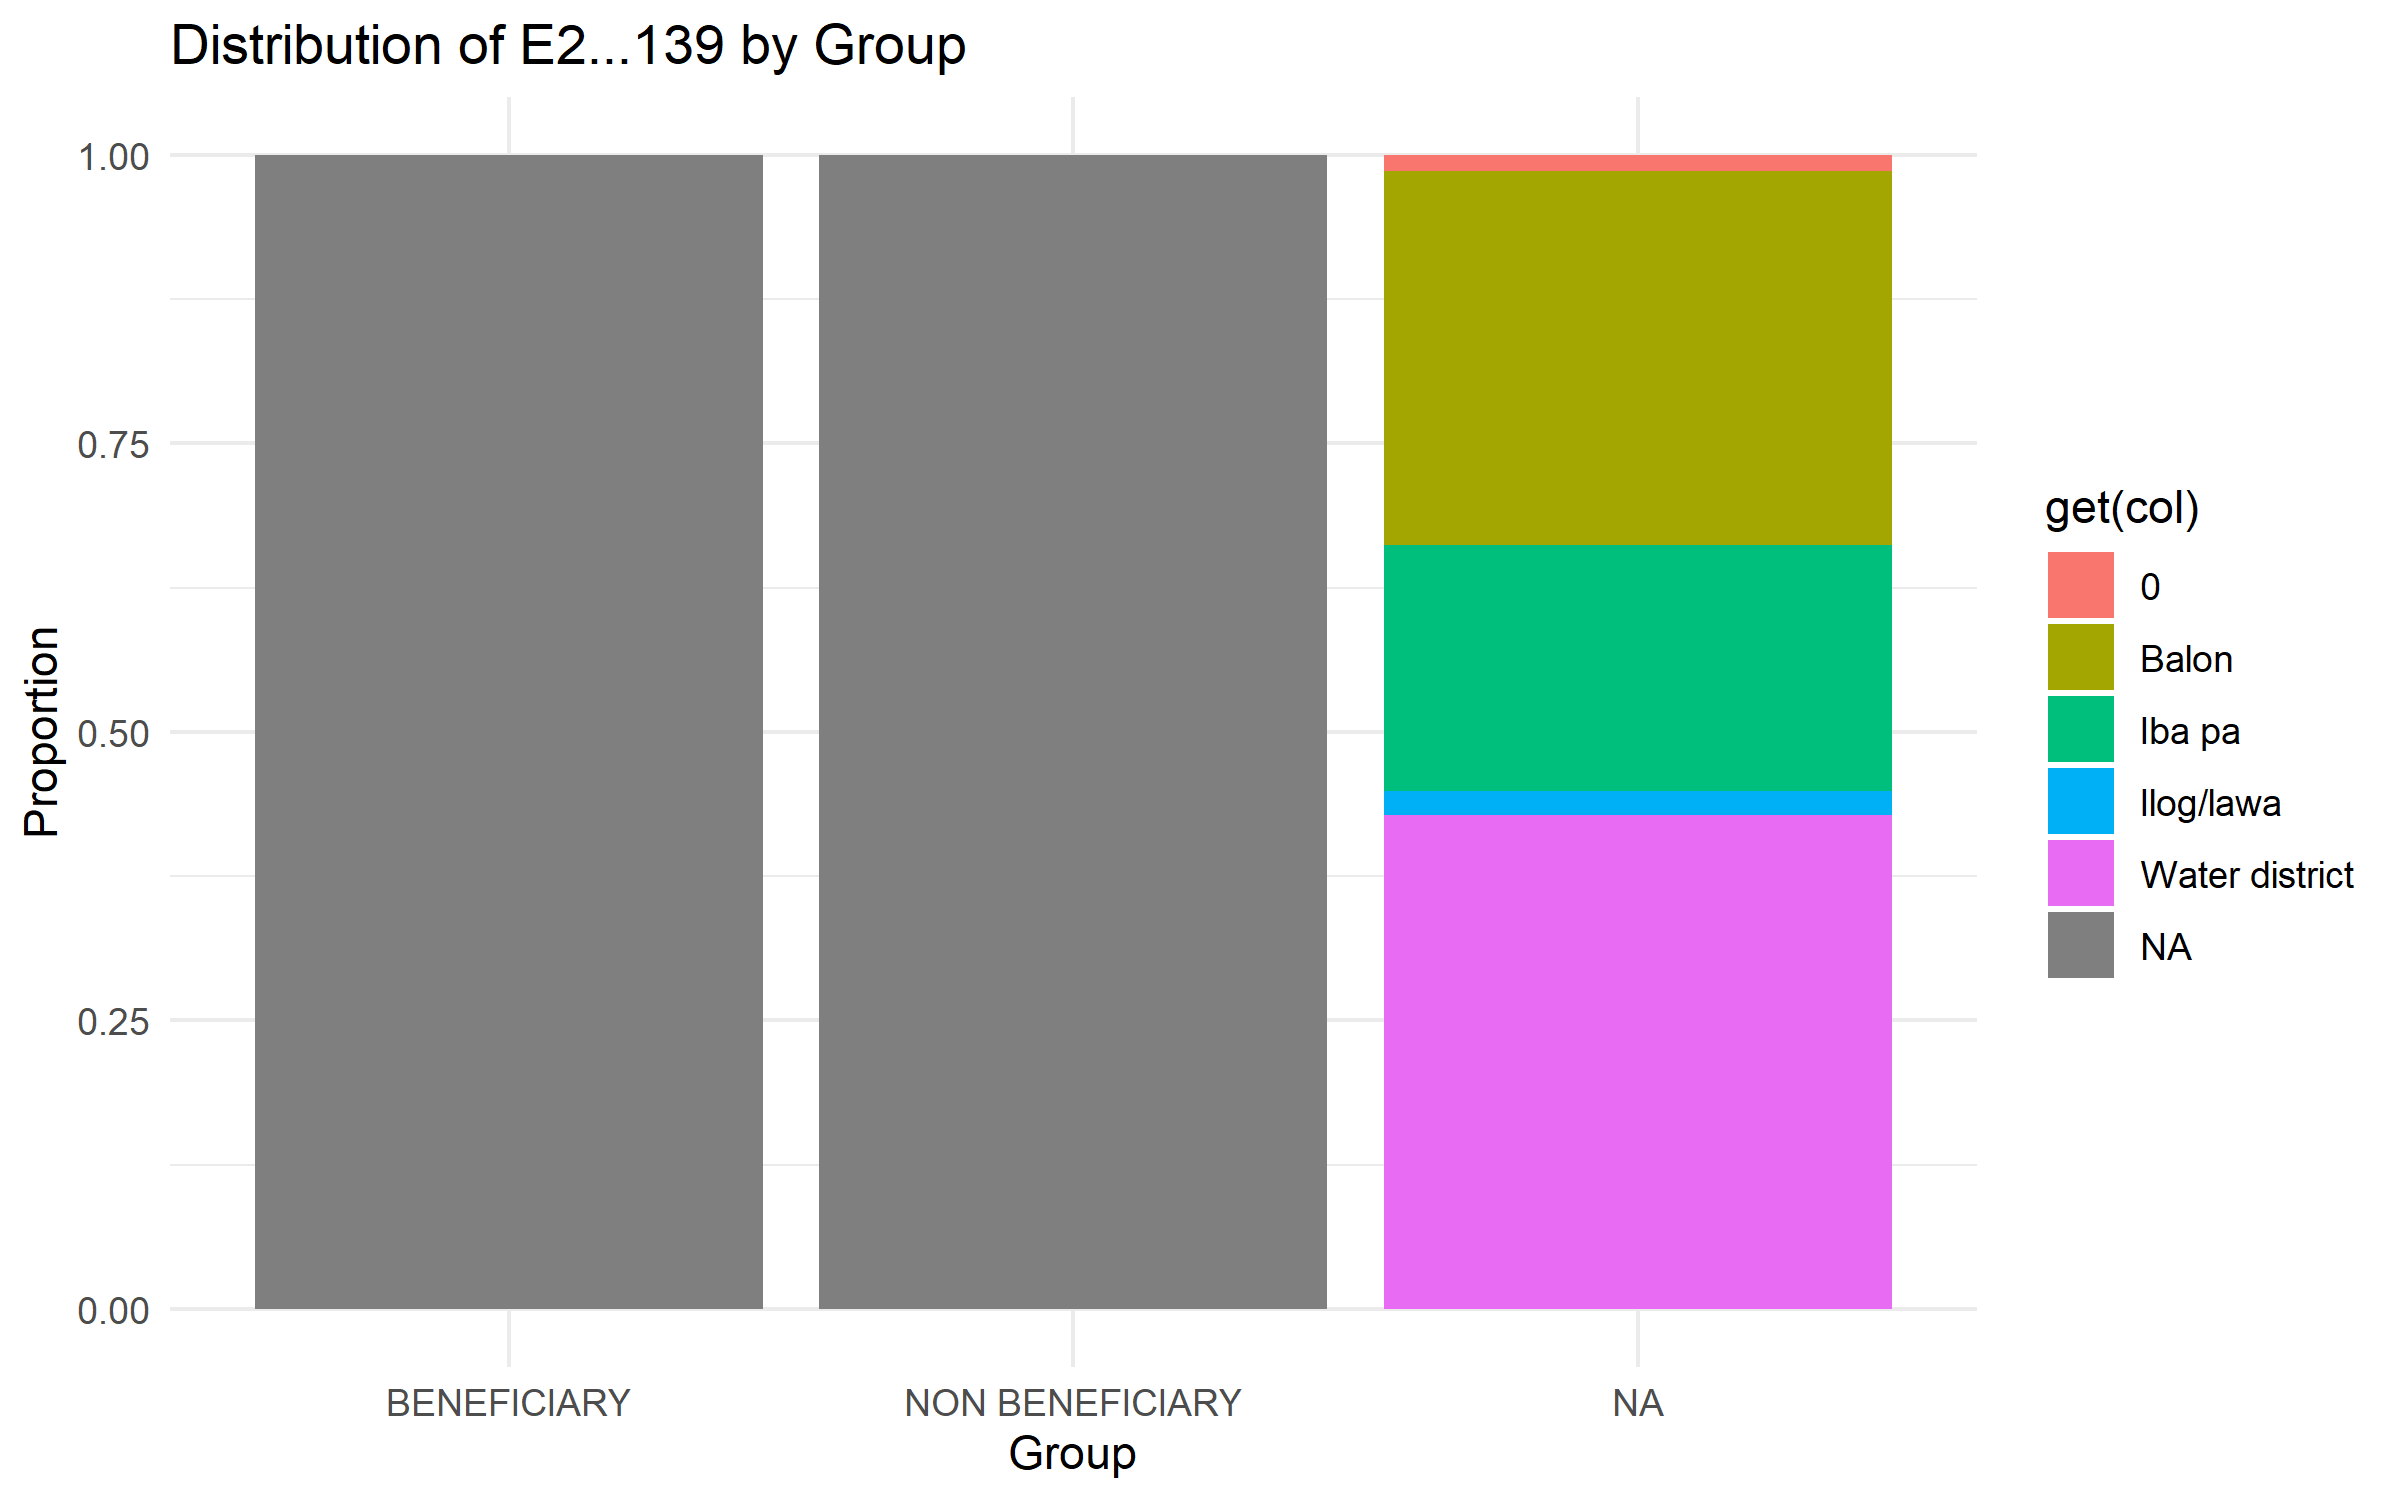 Distribution of E2...139 by Group
Proportion
1.00
0.75
0.50
0.25
0.00
BENEFICIARY
NON BENEFICIARY
NA
Group
get(col)
0
Balon
Iba pa
Ilog/lawa
Water district
NA